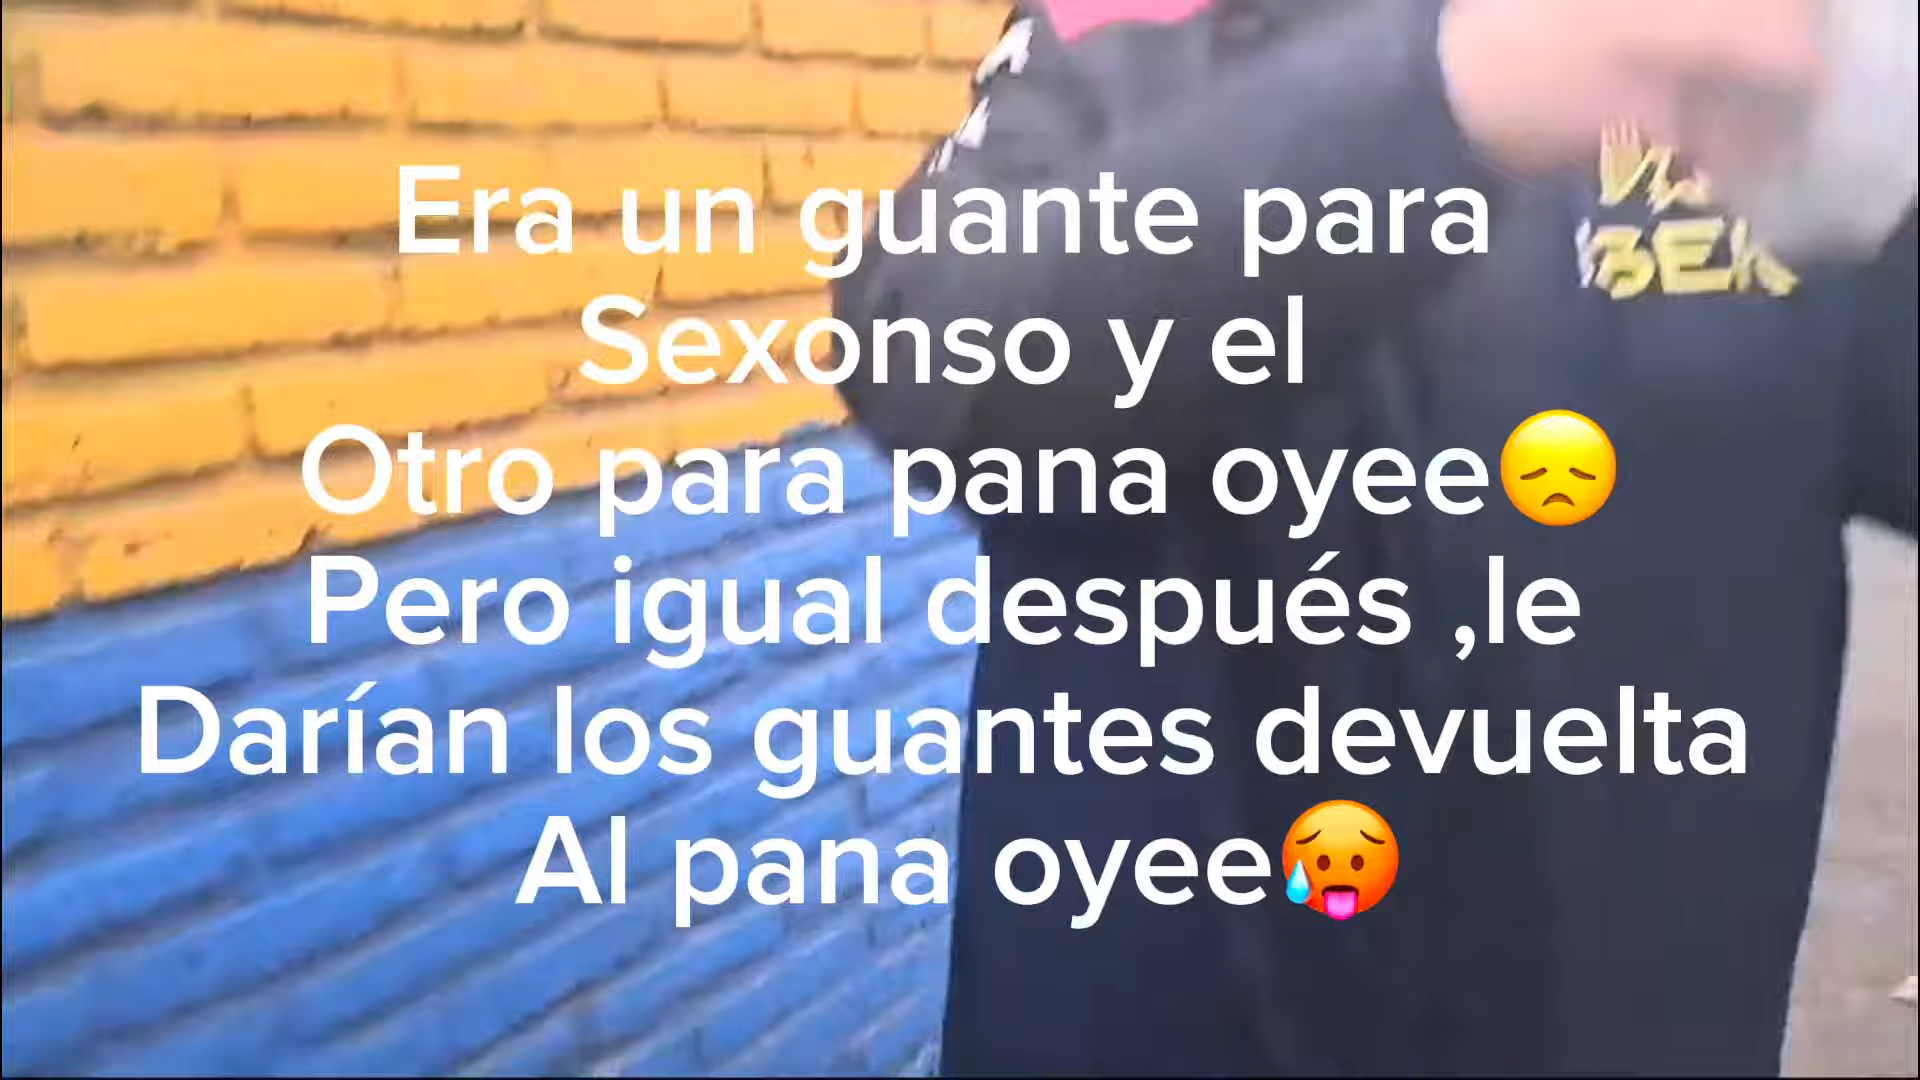 Era un guante para
Sexonso y el
Otro para pana oyee😞
Pero igual después ,le
Darían los guantes devuelta
Al pana oyee🥵